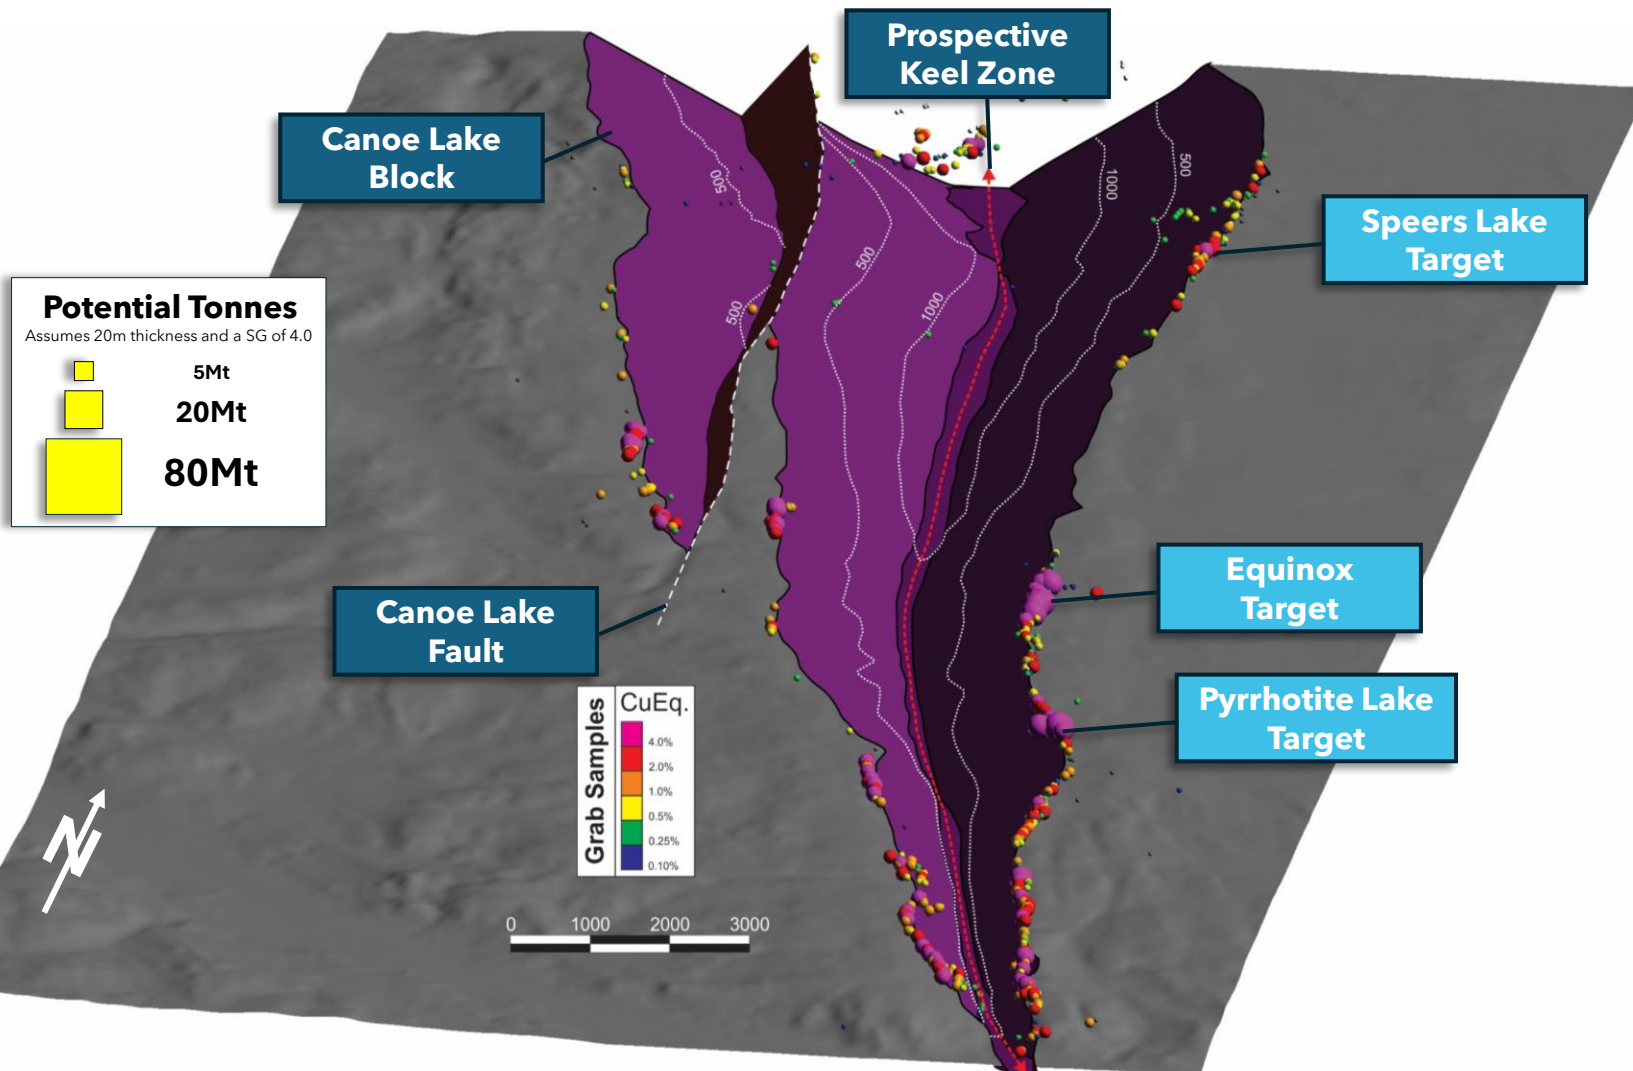 Prospective
Keel Zone
Canoe Lake
Block
500
1000
500
Speers Lake
Target
500
1000
500
Potential Tonnes
Assumes 20m thickness and a SG of 4.0
5Mt
20Mt
80Mt
Equinox
Target
Canoe Lake
Fault
Pyrrhotite Lake
Target
Grab Samples
CuEq.
4.0%
2.0%
1.0%
0.5%
0.25%
0.10%
N
0 1000 2000 3000